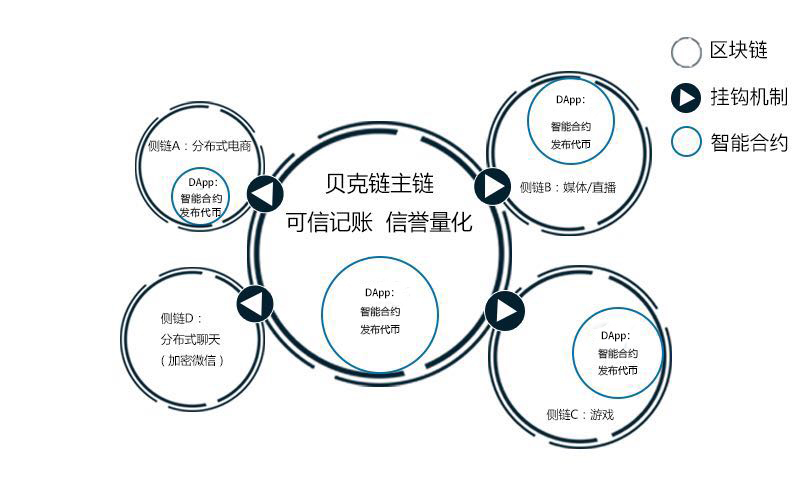 区块链
挂钩机制
智能合约
侧链A：分布式电商
DApp：
智能合约
发布代币
贝克链主链
可信记账 信誉量化
DApp：
智能合约
发布代币
DApp：
智能合约
发布代币
侧链B：媒体/直播
侧链D：
分布式聊天
（加密微信）
DApp：
智能合约
发布代币
侧链C：游戏